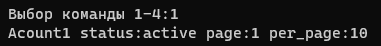 Выбор команды 1-4:1
Acount1 status:active page:1 per_page:10